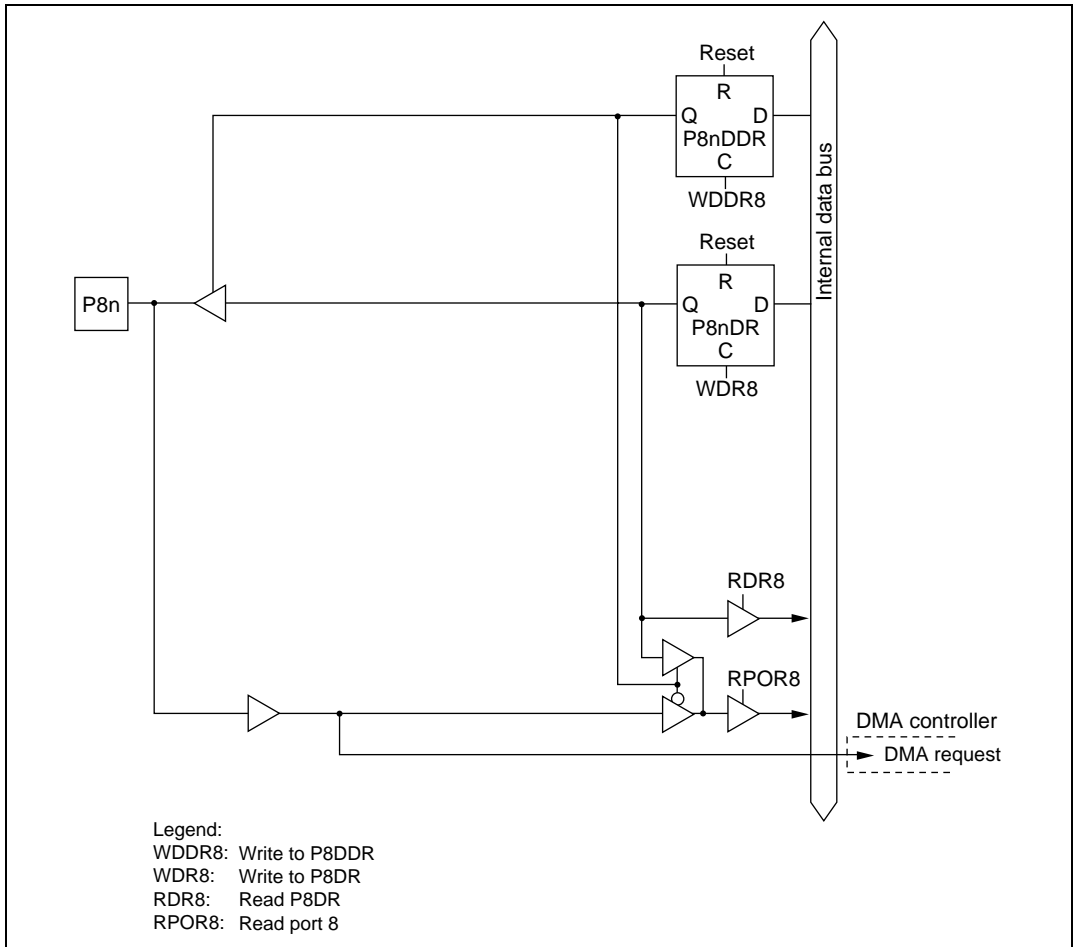 Reset
R
Q D
P8nDDR
C
WDDR8
Internal data bus
Reset
R
P8n
Q D
P8nDR
C
WDR8
RDR8
RPOR8
DMA controller
DMA request
Legend:
WDDR8: Write to P8DDR
WDR8: Write to P8DR
RDR8: Read P8DR
RPOR8: Read port 8